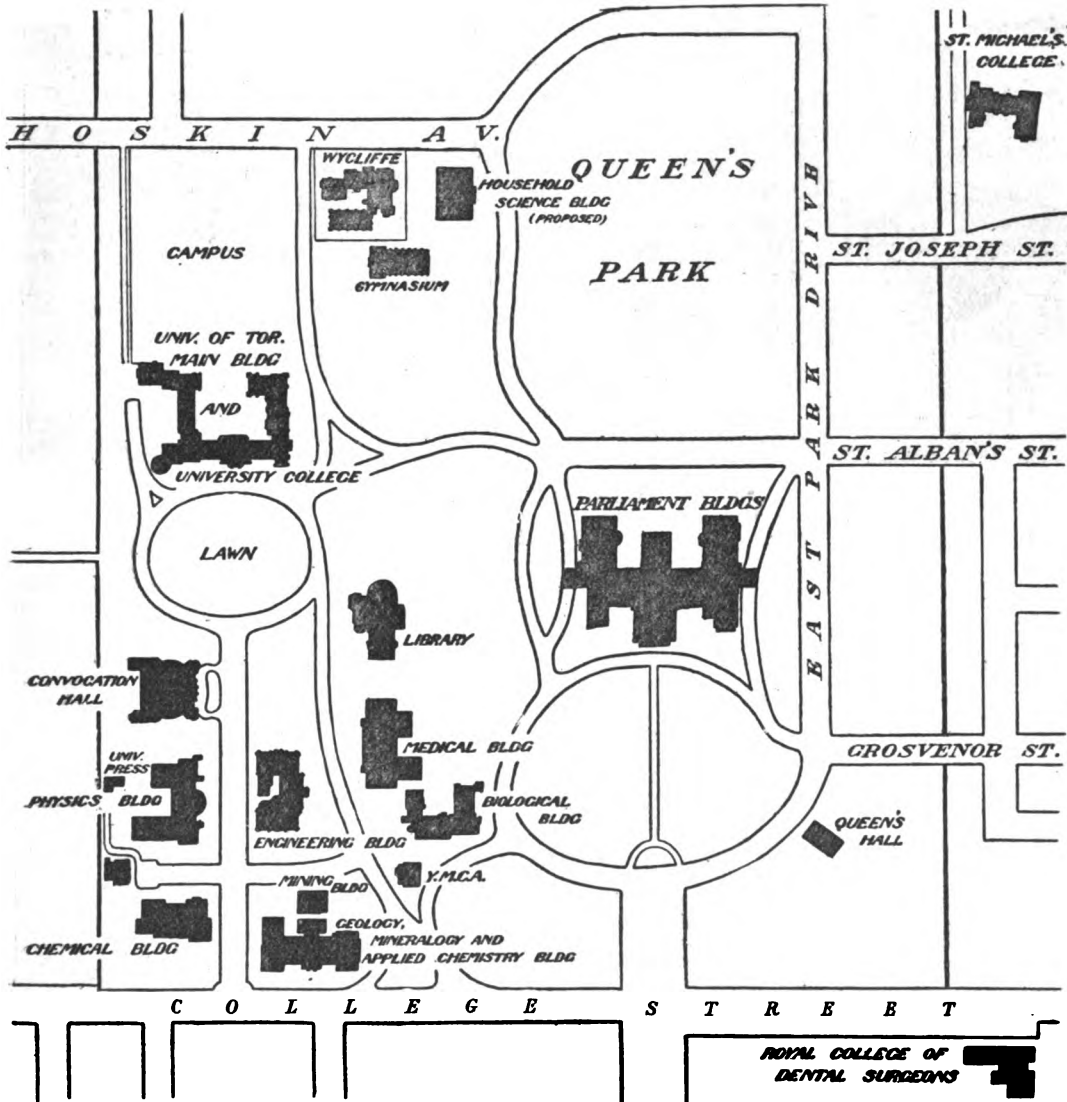 ST. MICHAEL'S
COLLEGE
HOSKIN AV.
WYCLIFFE
QUEEN'S
HOUSEHOLD
SCIENCE BLDG
(PROPOSED)
CAMPUS
ST. JOSEPH ST.
PARK
GYMNASIUM
UNIV. OF TOR.
MAIN BLDG
AND
UNIVERSITY COLLEGE
EAST PARK DRIVE
ST. ALBAN'S ST.
PARLIAMENT BLDGS
LAWN
LIBRARY
CONVOCATION
HALL
MEDICAL BLDG
GROSVENOR ST.
UNIV.
PRESS
PHYSICS BLDG
BIOLOGICAL
BLDG
QUEEN'S
HALL
ENGINEERING BLDG
Y.M.C.A.
MINING
BLDG
GEOLOGY,
MINERALOGY AND
APPLIED CHEMISTRY BLDG
CHEMICAL BLDG
COLLEGE STREET
ROYAL COLLEGE OF
DENTAL SURGEONS